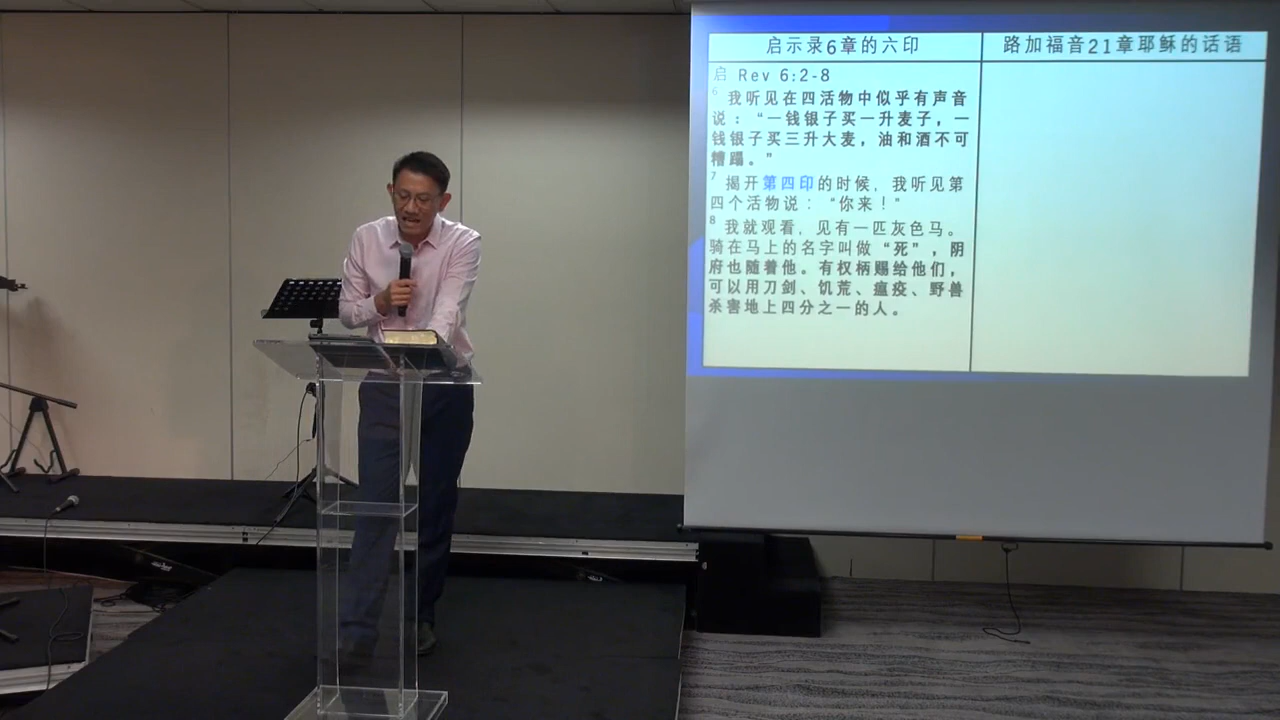 启示录6章的六印
路加福音21章耶稣的话语
启 Rev 6:2-8
6 我听见在四活物中似乎有声音
说：“一钱银子买一升麦子，一
钱银子买三升大麦，油和酒不可
糟蹋。”
7 揭开第四印的时候，我听见第
四个活物说：“你来！”
8 我就观看，见有一匹灰色马。
骑在马上的名字叫做“死”，阴
府也随着他。有权柄赐给他们，
可以用刀剑、饥荒、瘟疫、野兽
杀害地上四分之一的人。